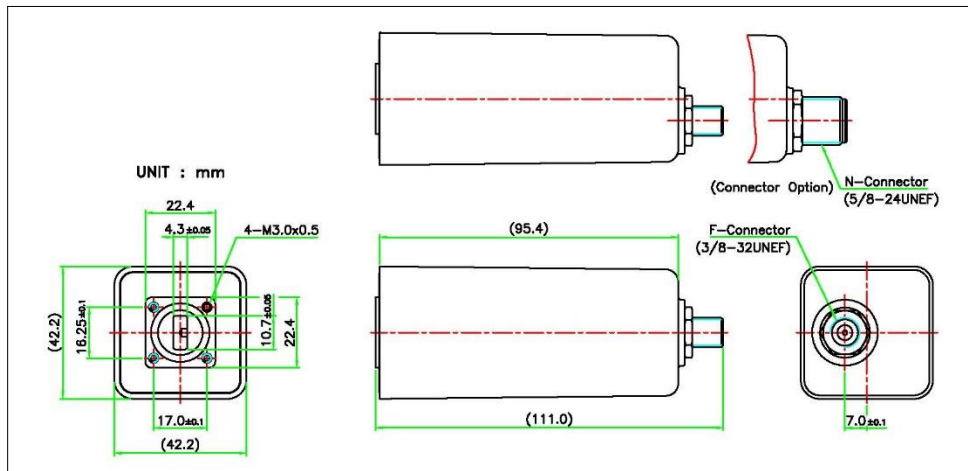 (Connector Option)
N-Connector
(5/8-24UNEF)
UNIT : mm
22.4
4.3±0.05
4-M3.0x0.5
(42.2)
16.25±0.1
10.7±0.05
22.4
17.0±0.1
(42.2)
(95.4)
(111.0)
F-Connector
(3/8-32UNEF)
7.0±0.1